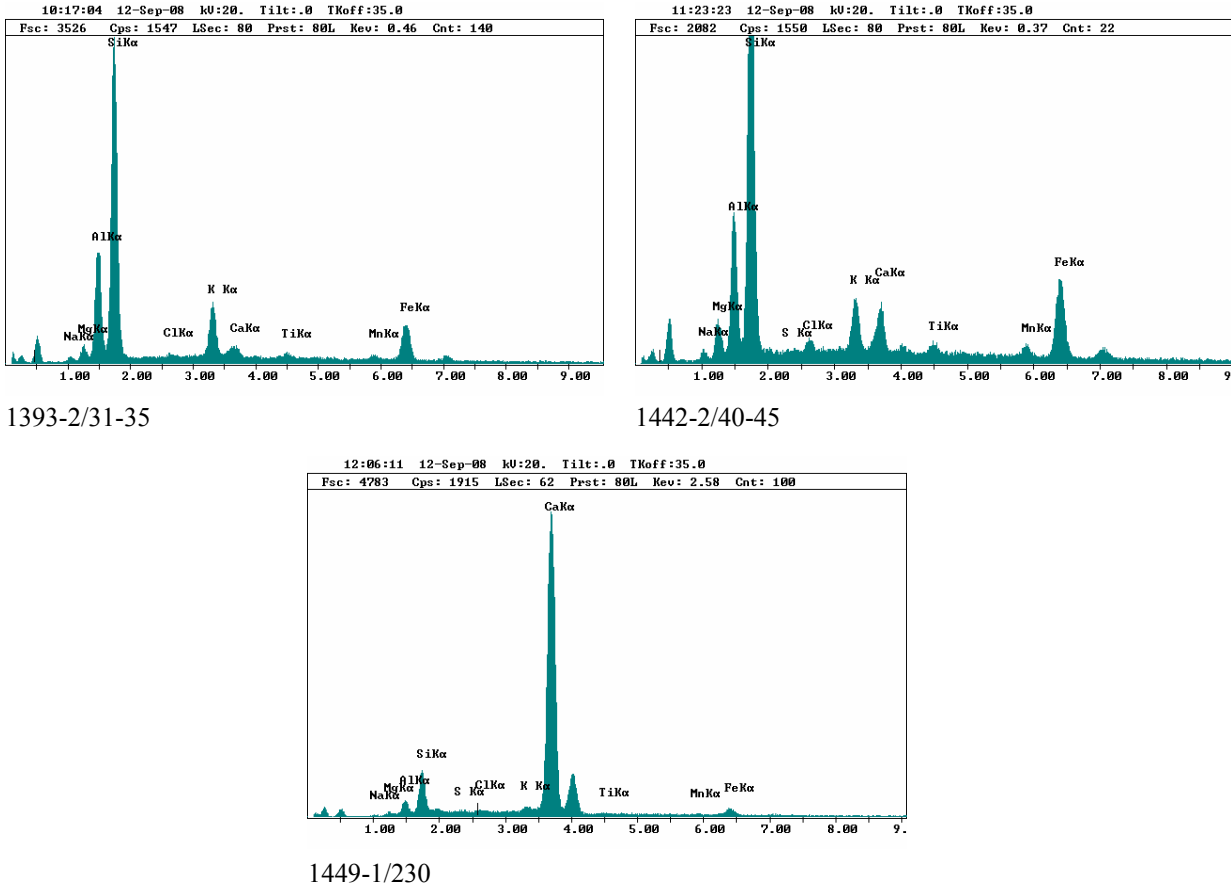 10:17:04 12-Sep-08 kV:20. Tilt:.0 TKoff:35.0
Fsc: 3526 Cps: 1547 LSec: 80 Prst: 80L Kev: 0.46 Cnt: 140
SiKα
AlKα
K Kα
FeKα
MgKα
NaKα
ClKα
CaKα
TiKα
MnKα
1.00 2.00 3.00 4.00 5.00 6.00 7.00 8.00 9.00
1393-2/31-35
11:23:23 12-Sep-08 kV:20. Tilt:.0 TKoff:35.0
Fsc: 2082 Cps: 1550 LSec: 80 Prst: 80L Kev: 0.37 Cnt: 22
SiKα
AlKα
FeKα
K Kα
CaKα
MgKα
NaKα
S Kα
ClKα
TiKα
MnKα
1.00 2.00 3.00 4.00 5.00 6.00 7.00 8.00 9
1442-2/40-45
12:06:11 12-Sep-08 kV:20. Tilt:.0 TKoff:35.0
Fsc: 4783 Cps: 1915 LSec: 62 Prst: 80L Kev: 2.58 Cnt: 100
CaKα
SiKα
AlKα
MgKα
NaKα
S Kα
ClKα
K Kα
TiKα
MnKα
FeKα
1.00 2.00 3.00 4.00 5.00 6.00 7.00 8.00 9.
1449-1/230